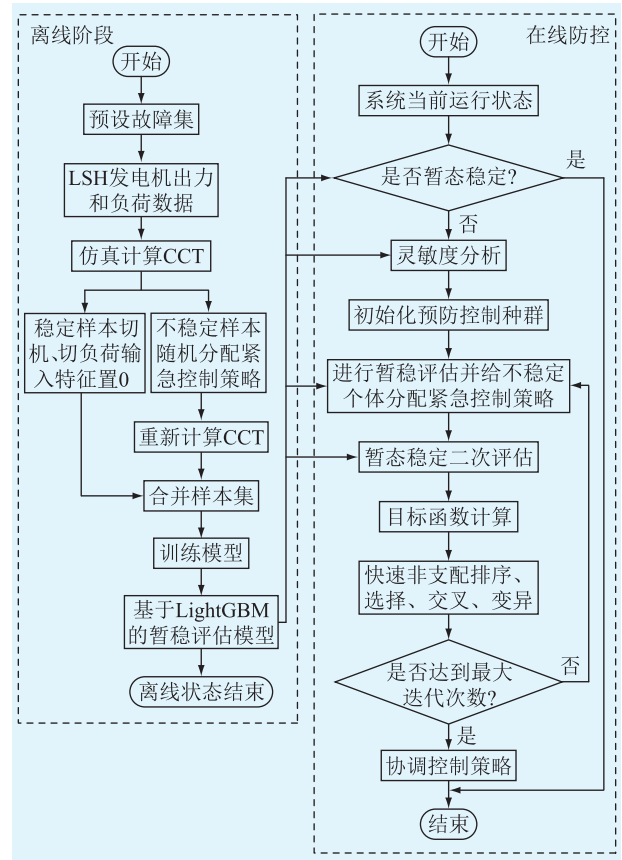 离线阶段
开始
预设故障集
LSH发电机出力
和负荷数据
仿真计算CCT
稳定样本切
机、切负荷输
入特征置0
不稳定样本
随机分配紧
急控制策略
重新计算CCT
合并样本集
训练模型
基于LightGBM
的暂稳评估模型
离线状态结束
在线防控
开始
系统当前运行状态
是否暂态稳定?
是
否
灵敏度分析
初始化预防控制种群
进行暂稳评估并给不稳定
个体分配紧急控制策略
暂态稳定二次评估
目标函数计算
快速非支配排序、
选择、交叉、变异
是否达到最大
迭代次数?
否
是
协调控制策略
结束